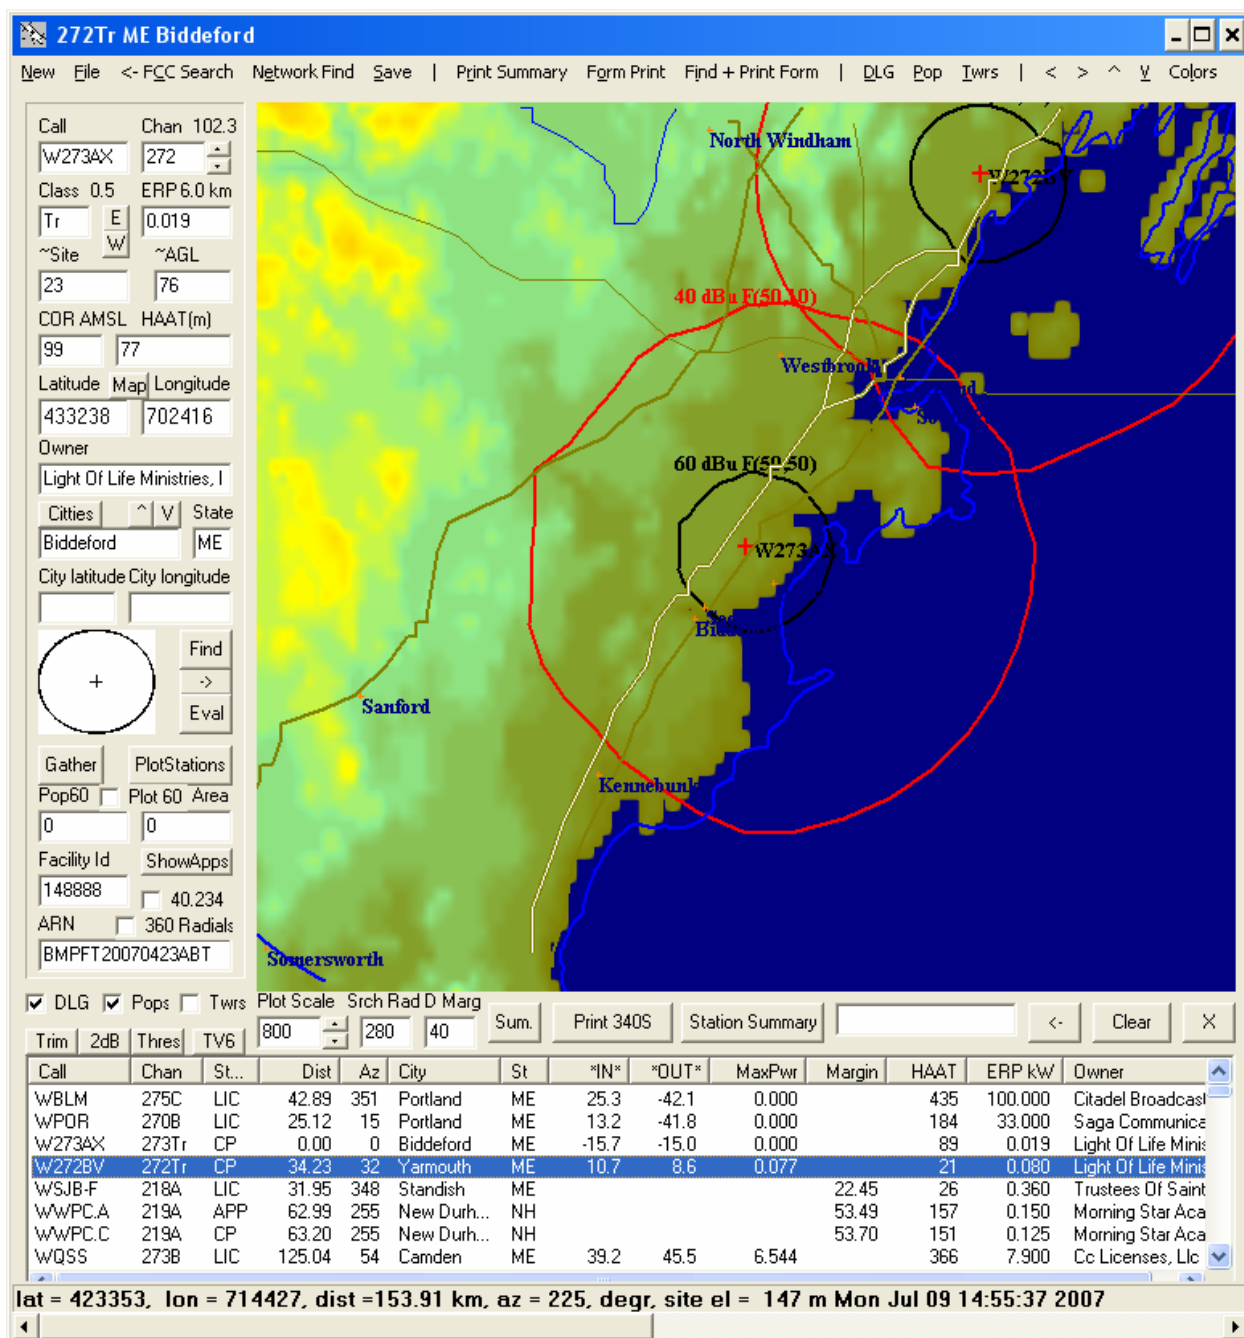 272Tr ME Biddeford
New File <- FCC Search Network Find Save | Print Summary Form Print Find + Print Form | DLG Pop Twrs | < > ^ V Colors
Call Chan 102.3
W273AX 272
Class 0.5 ERP 6.0 km
Tr E 0.019
W
~Site ~AGL
23 76
COR AMSL HAAT(m)
99 77
Latitude Map Longitude
433238 702416
Owner
Light Of Life Ministries, I
Citties ^ V State
Biddeford ME
City latitude City longitude
Find
->
Eval
Gather PlotStations
Pop60 Plot 60 Area
0 0
Facility Id ShowApps
148888 40.234
ARN 360 Radials
BMPFT20070423ABT
North Windham
W272BV
40 dBu F(50,10)
Westbrook
60 dBu F(50,50)
W273AX
Sanford
Kennebunk
Somersworth
DLG Pops Twrs Plot Scale Srch Rad D Marg
800 280 40 Sum. Print 340S Station Summary <- Clear X
Trim 2dB Thres TV6
Call Chan St... Dist Az City St *IN* *OUT* MaxPwr Margin HAAT ERP kW Owner
WBLM 275C LIC 42.89 351 Portland ME 25.3 -42.1 0.000 435 100.000 Citadel Broadcast
WPOR 270B LIC 25.12 15 Portland ME 13.2 -41.8 0.000 184 33.000 Saga Communica
W273AX 273Tr CP 0.00 0 Biddeford ME -15.7 -15.0 0.000 89 0.019 Light Of Life Minis
W272BV 272Tr CP 34.23 32 Yarmouth ME 10.7 8.6 0.077 21 0.080 Light Of Life Minis
WSJB-F 218A LIC 31.95 348 Standish ME 22.45 26 0.360 Trustees Of Saint
WWPC.A 219A APP 62.99 255 New Durh... NH 53.49 157 0.150 Morning Star Aca
WWPC.C 219A CP 63.20 255 New Durh... NH 53.70 151 0.125 Morning Star Aca
WQSS 273B LIC 125.04 54 Camden ME 39.2 45.5 6.544 366 7.900 Cc Licenses, Llc
lat = 423353, lon = 714427, dist =153.91 km, az = 225, degr, site el = 147 m Mon Jul 09 14:55:37 2007